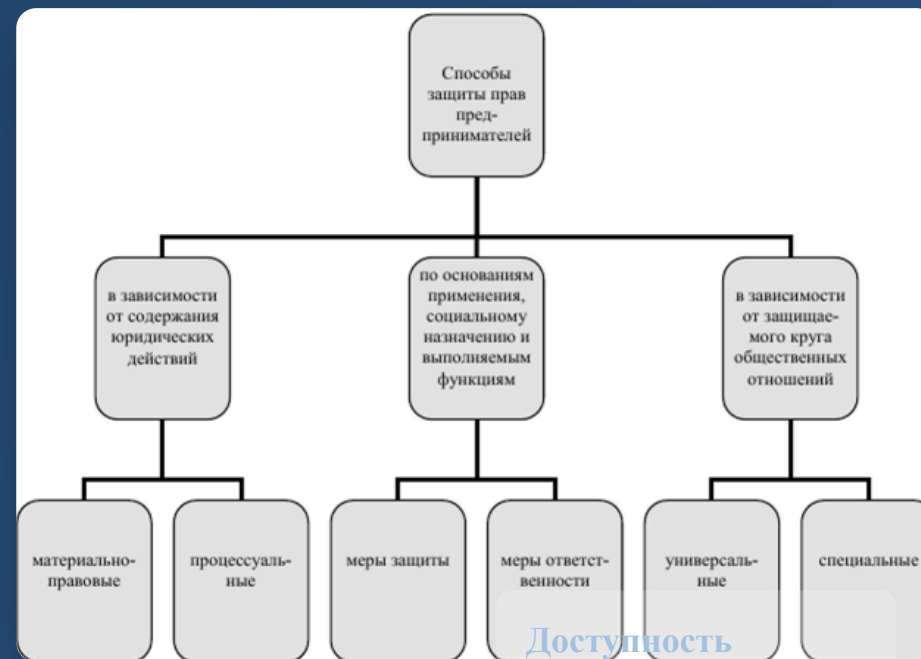 Способы
защиты прав
пред-
принимателей
в зависимости
от содержания
юридических
действий
по основаниям
применения,
социальному
назначению и
выполняемым
функциям
в зависимости
от защищае-
мого круга
общественных
отношений
материально-
правовые
процессуаль-
ные
меры защиты
меры ответст-
венности
универсаль-
ные
специальные
Доступность